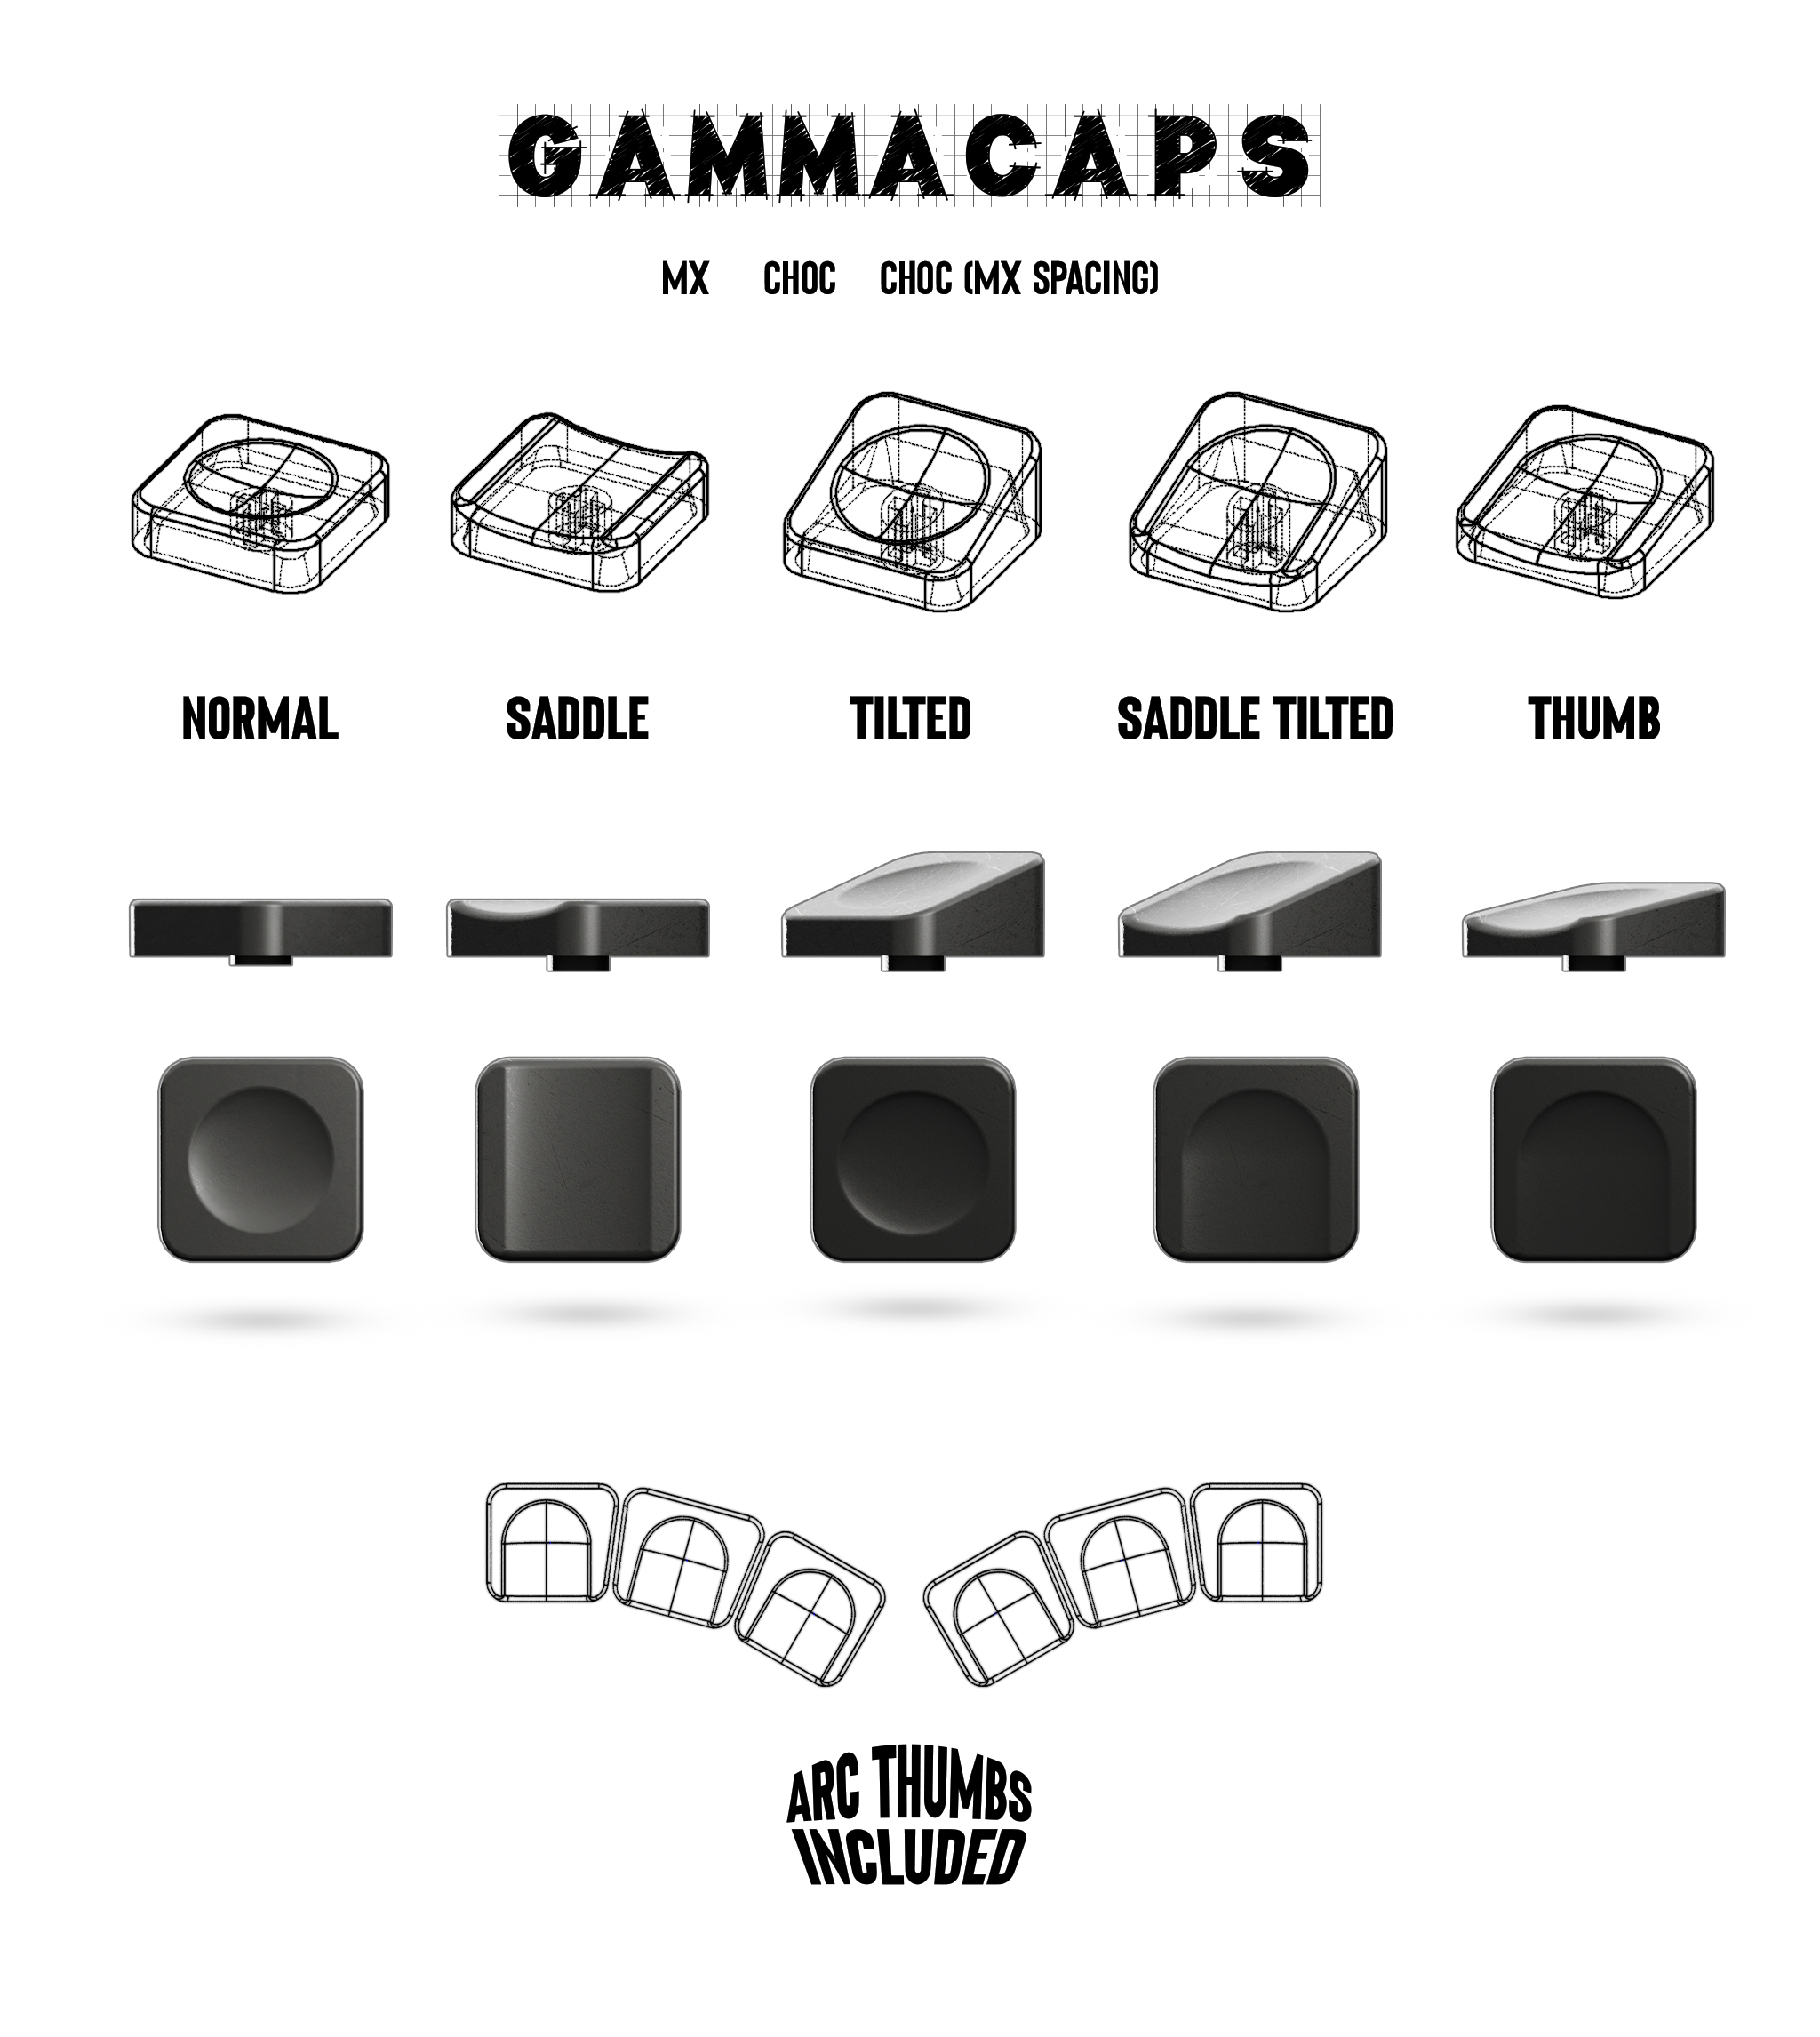 GAMMACAPS
MX CHOC CHOC (MX SPACING)
NORMAL SADDLE TILTED SADDLE TILTED THUMB
ARC THUMBS
INCLUDED